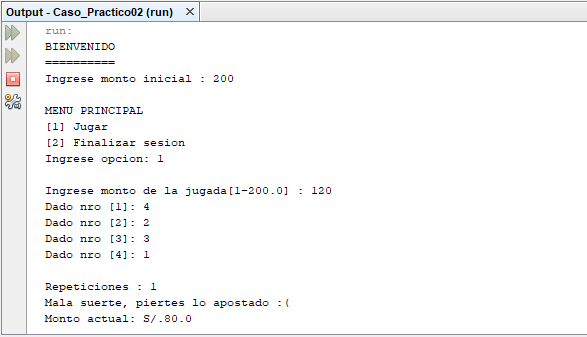 Output - Caso_Practico02 (run)
run:
BIENVENIDO
==========
Ingrese monto inicial : 200
MENU PRINCIPAL
[1] Jugar
[2] Finalizar sesion
Ingrese opcion: 1
Ingrese monto de la jugada[1-200.0] : 120
Dado nro [1]: 4
Dado nro [2]: 2
Dado nro [3]: 3
Dado nro [4]: 1
Repeticiones : 1
Mala suerte, piertes lo apostado :(
Monto actual: S/.80.0